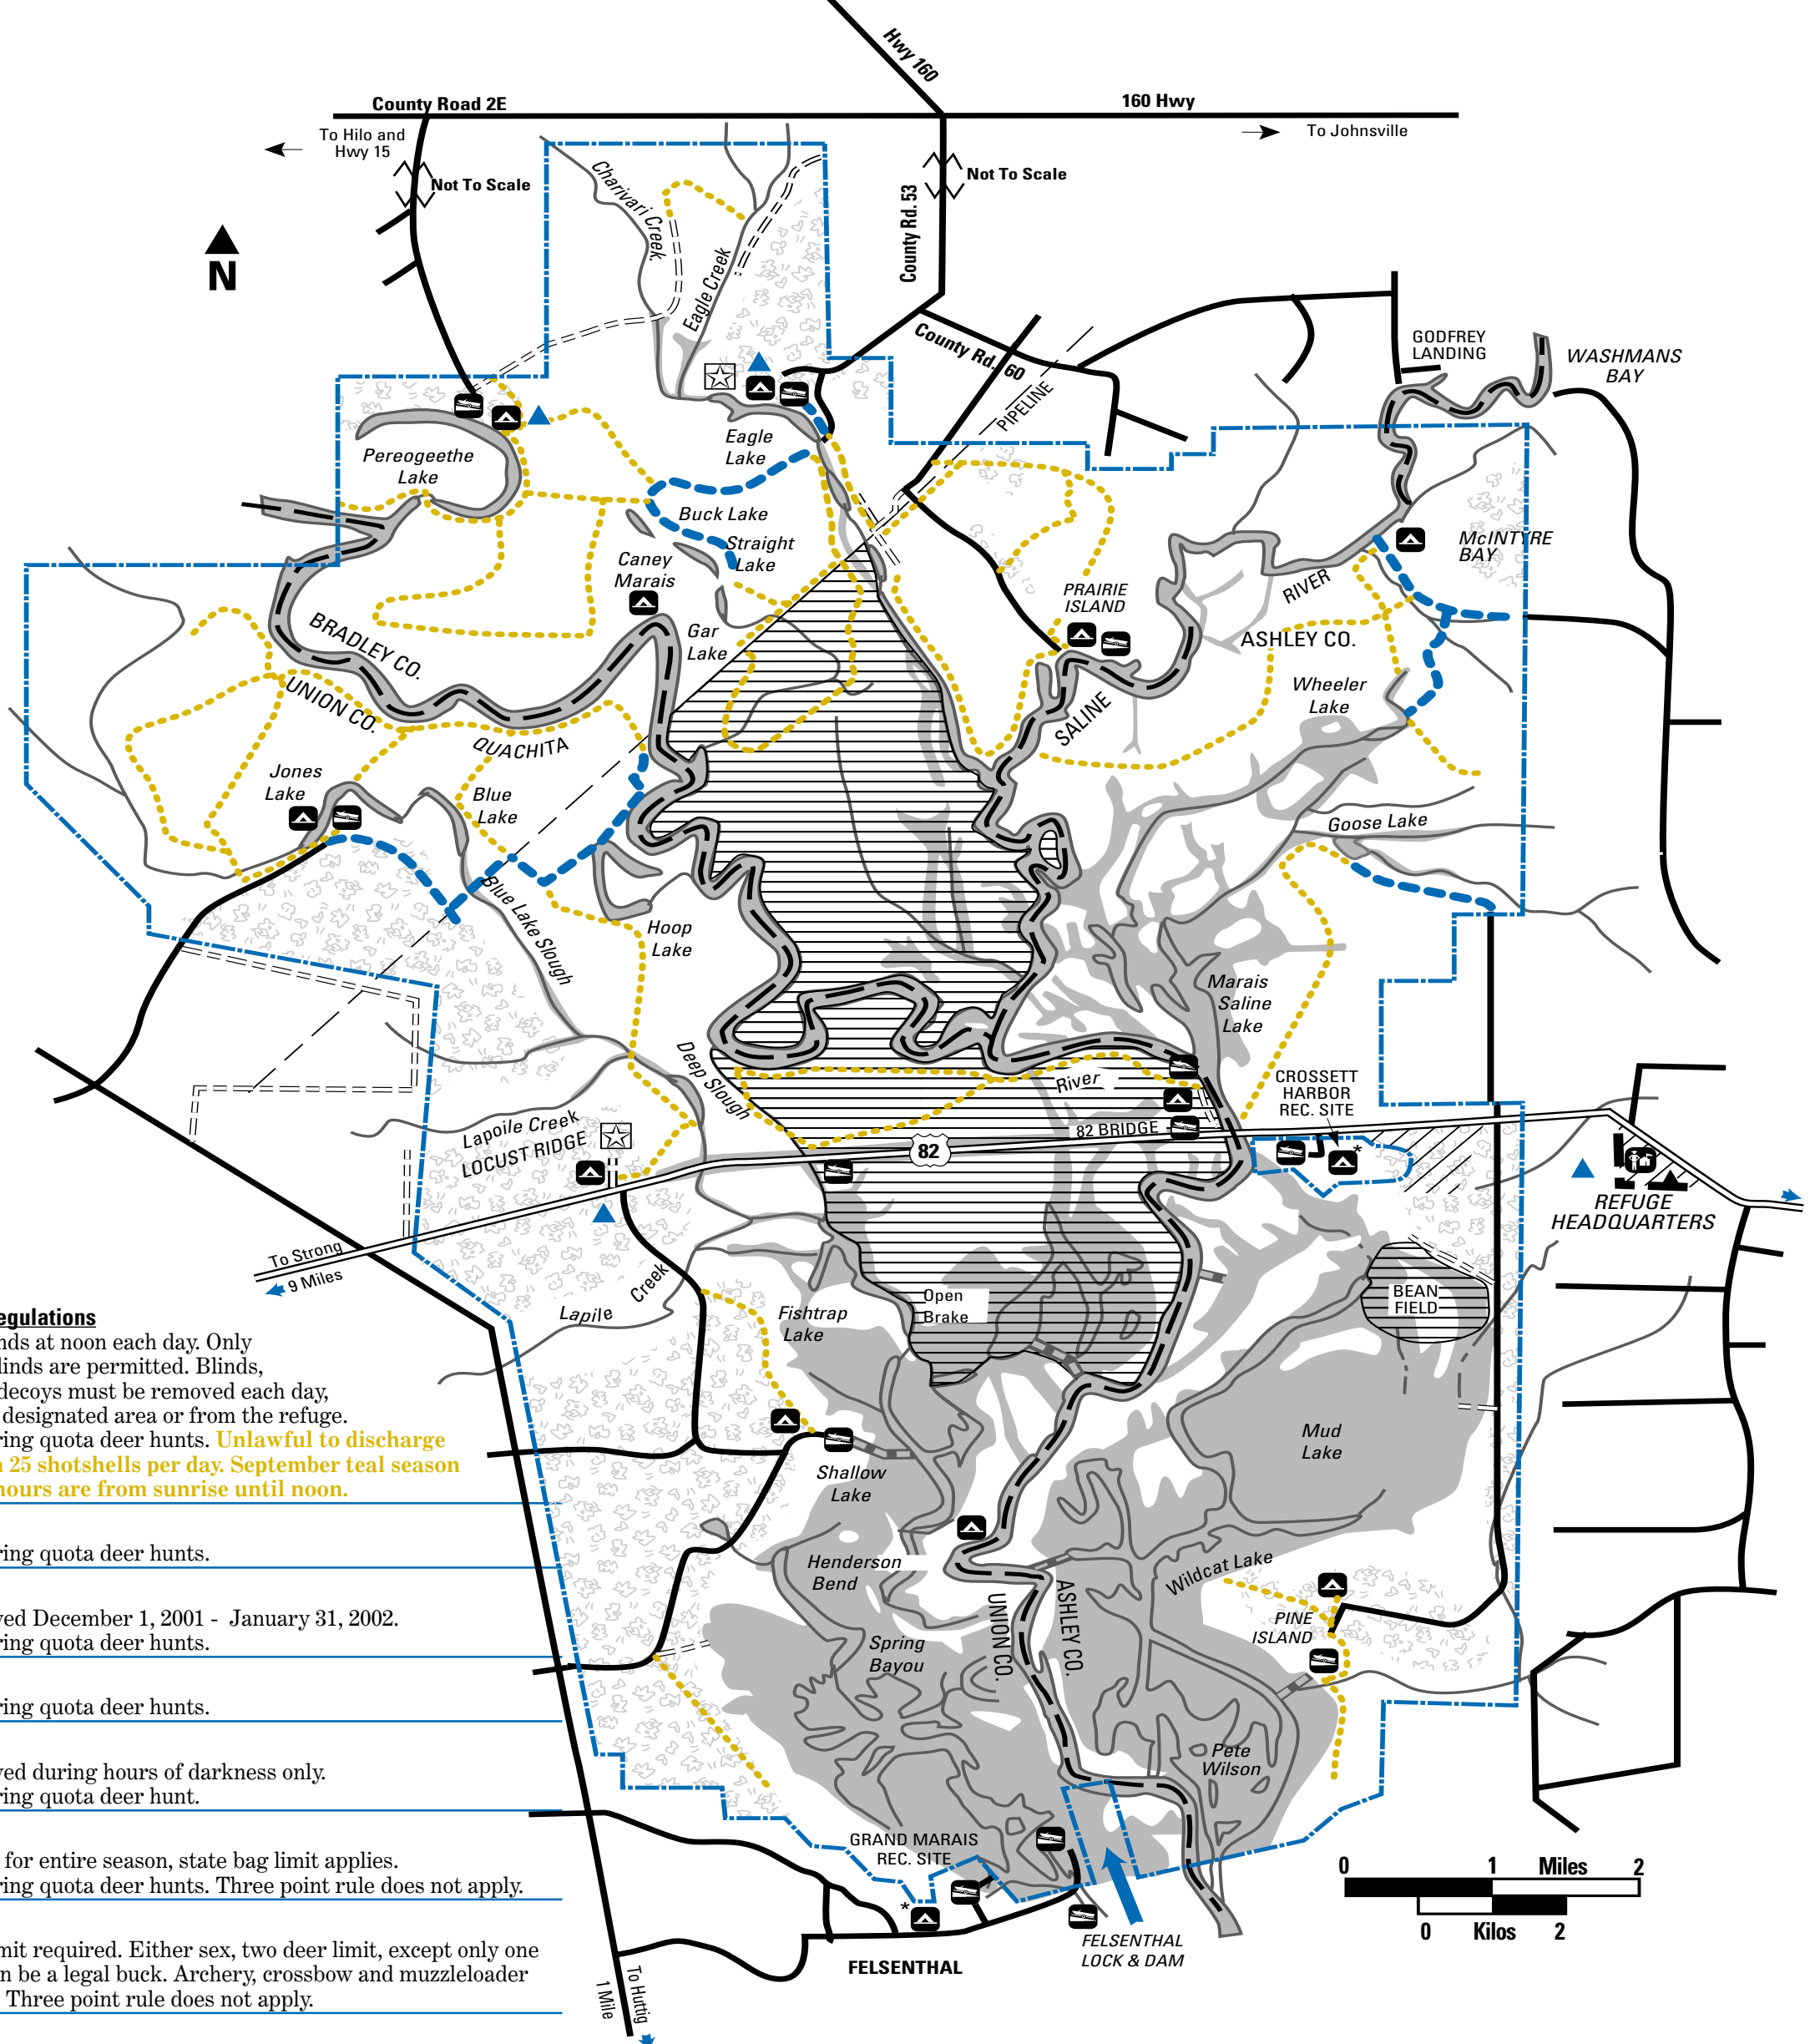 Hwy 160
County Road 2E
160 Hwy
To Hilo and
Hwy 15
To Johnsville
Not To Scale
Not To Scale
County Rd. 53
Charivari Creek
Eagle Creek
N
County Rd. 60
PIPELINE
GODFREY
LANDING
WASHMANS
BAY
Pereogeethe
Lake
Eagle
Lake
Buck Lake
Straight
Lake
Caney
Marais
McINTYRE
BAY
PRAIRIE
ISLAND
RIVER
ASHLEY CO.
BRADLEY CO.
Gar
Lake
UNION CO.
Wheeler
Lake
SALINE
OUACHITA
Jones
Lake
Blue
Lake
Goose Lake
Blue Lake Slough
Hoop
Lake
Marais
Saline
Lake
Deep Slough
River
CROSSETT
HARBOR
REC. SITE
Lapoile Creek
LOCUST RIDGE
82 BRIDGE
82
*
REFUGE
HEADQUARTERS
To Strong
9 Miles
Lapile
Creek
Fishtrap
Lake
Open
Brake
BEAN
FIELD
egulations
nds at noon each day. Only
linds are permitted. Blinds,
decoys must be removed each day,
designated area or from the refuge.
ring quota deer hunts. Unlawful to discharge
n 25 shotshells per day. September teal season
hours are from sunrise until noon.
Mud
Lake
Shallow
Lake
ring quota deer hunts.
Henderson
Bend
Wildcat Lake
UNION CO.
ASHLEY CO.
PINE
ISLAND
ved December 1, 2001 - January 31, 2002.
ring quota deer hunts.
Spring
Bayou
ring quota deer hunts.
Pete
Wilson
ved during hours of darkness only.
ring quota deer hunt.
GRAND MARAIS
REC. SITE
for entire season, state bag limit applies.
ring quota deer hunts. Three point rule does not apply.
0 1 Miles 2
0 Kilos 2
*
FELSENTHAL
LOCK & DAM
FELSENTHAL
mit required. Either sex, two deer limit, except only one
n be a legal buck. Archery, crossbow and muzzleloader
Three point rule does not apply.
To Huttig
1 Mile